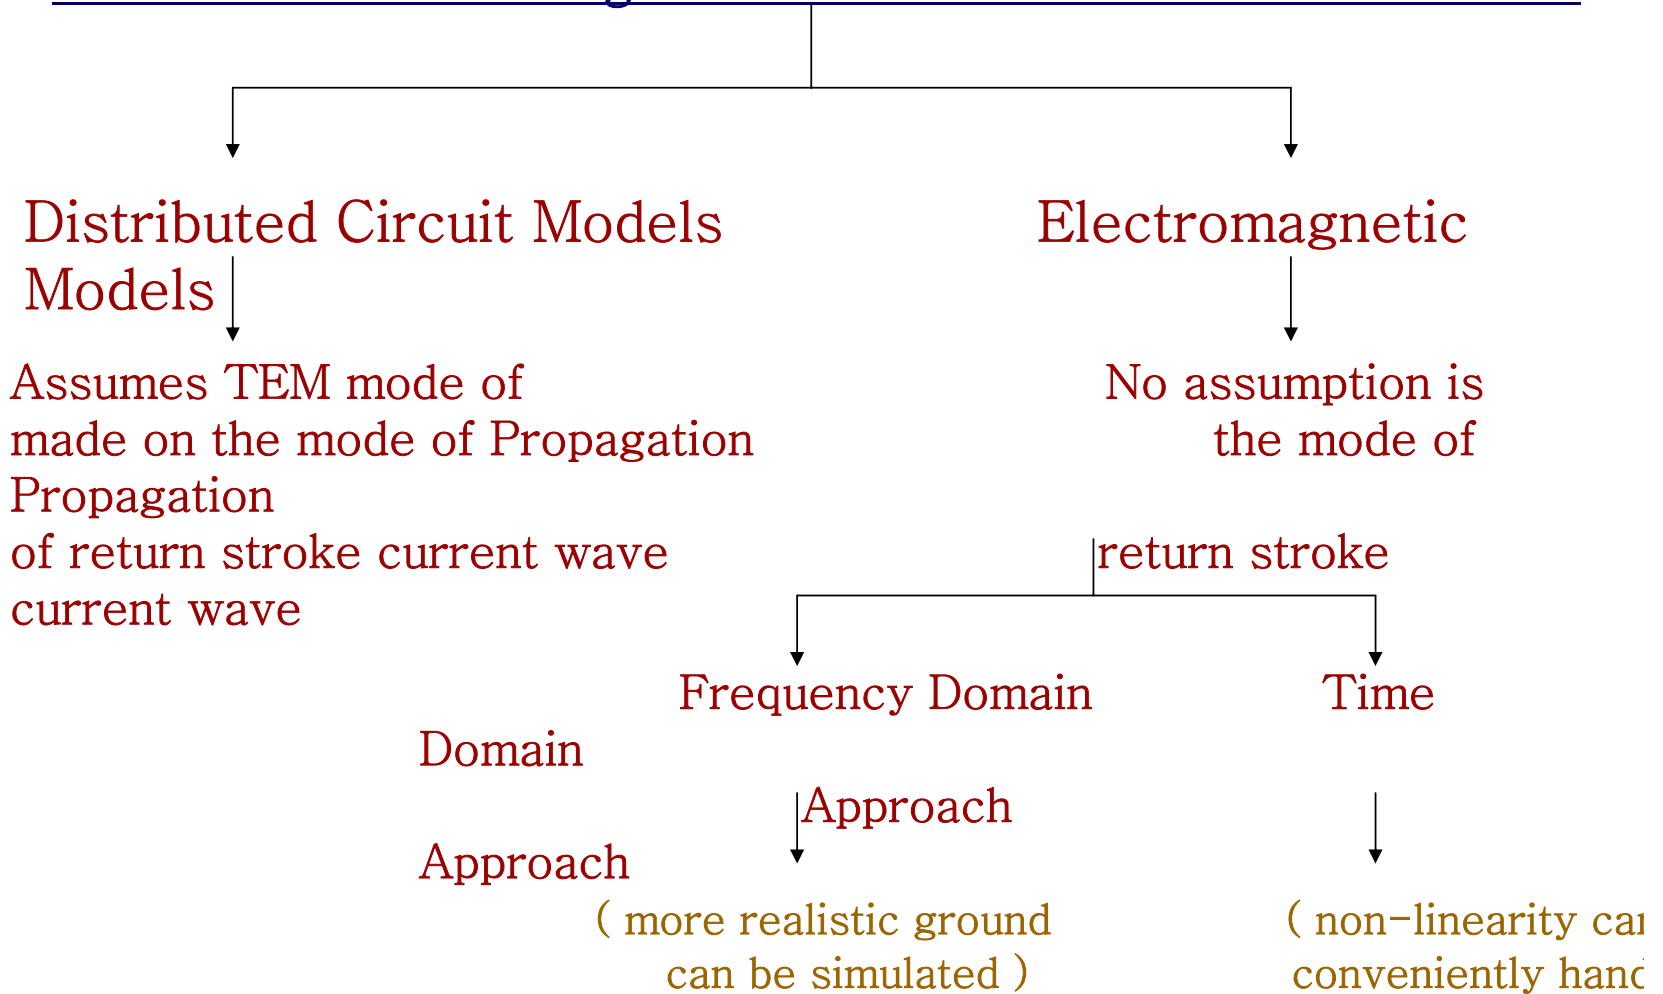 Distributed Circuit Models Electromagnetic
Models
Assumes TEM mode of No assumption is
made on the mode of Propagation the mode of
Propagation
of return stroke current wave return stroke
current wave
Frequency Domain Time
Domain
Approach
Approach
( more realistic ground ( non-linearity
can be simulated ) conveniently